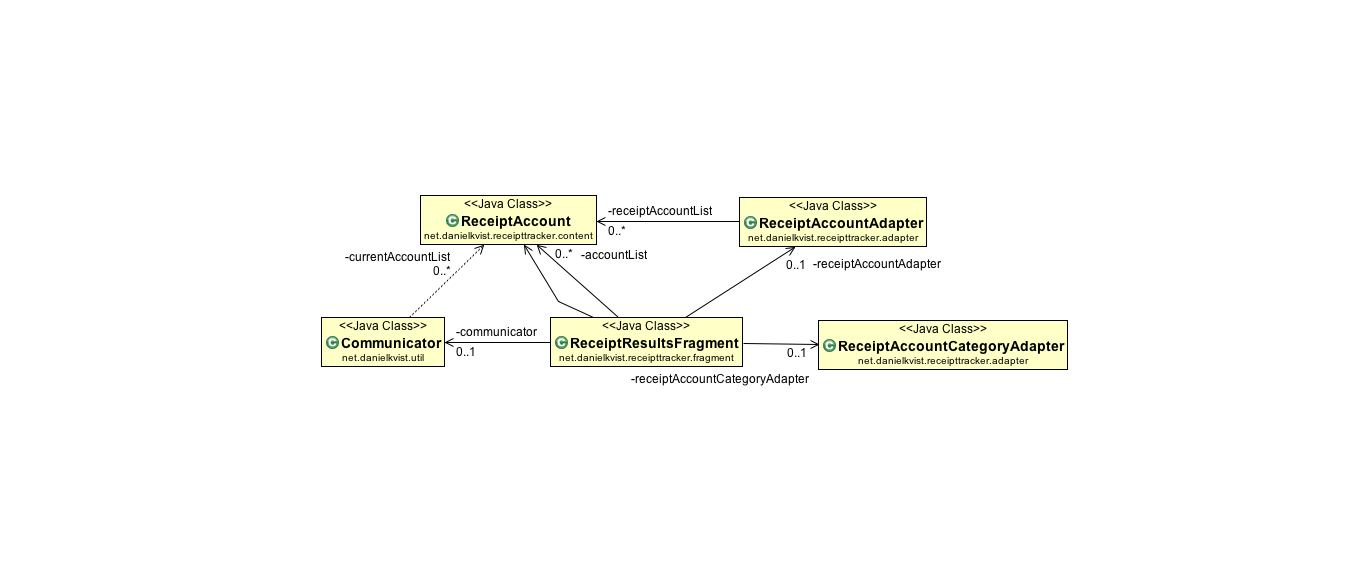 <<Java Class>>
ReceiptAccount
net.danielkvist.receipttracker.content
-receiptAccountList
0..*
<<Java Class>>
ReceiptAccountAdapter
net.danielkvist.receipttracker.adapter
-currentAccountList
0..*
0..* -accountList
0..1 -receiptAccountAdapter
<<Java Class>>
Communicator
net.danielkvist.util
-communicator
0..1
<<Java Class>>
ReceiptResultsFragment
net.danielkvist.receipttracker.fragment
0..1
-receiptAccountCategoryAdapter
<<Java Class>>
ReceiptAccountCategoryAdapter
net.danielkvist.receipttracker.adapter